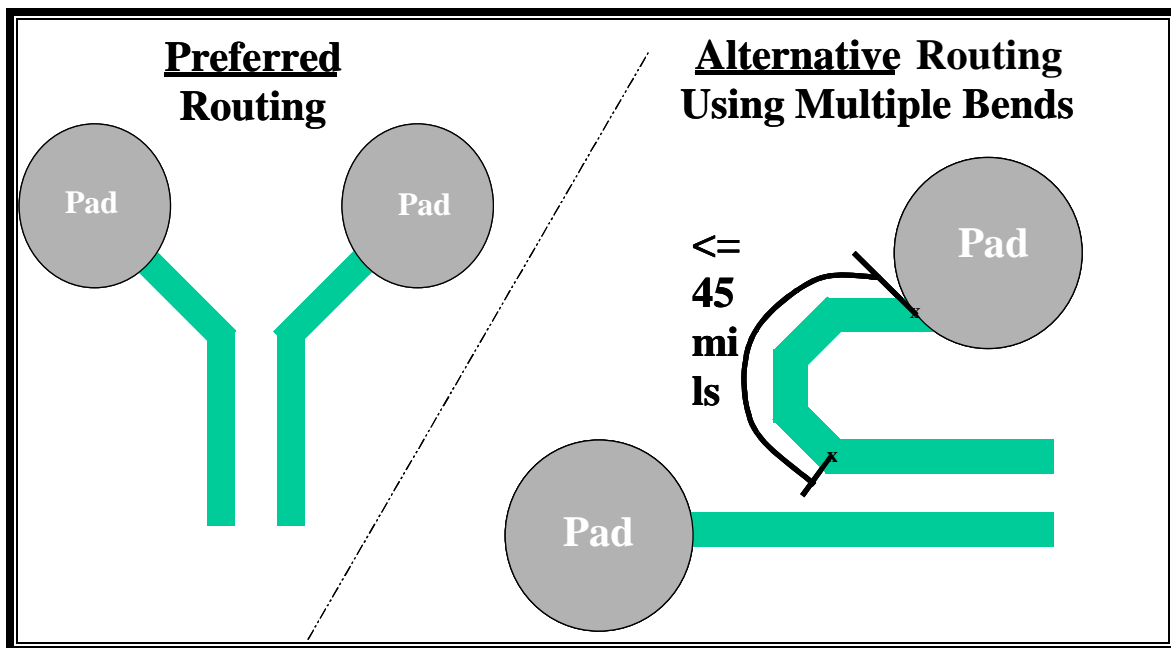 Preferred
Routing
Pad
Pad
Alternative Routing
Using Multiple Bends
<=
45
mi
ls
Pad
x
x
Pad